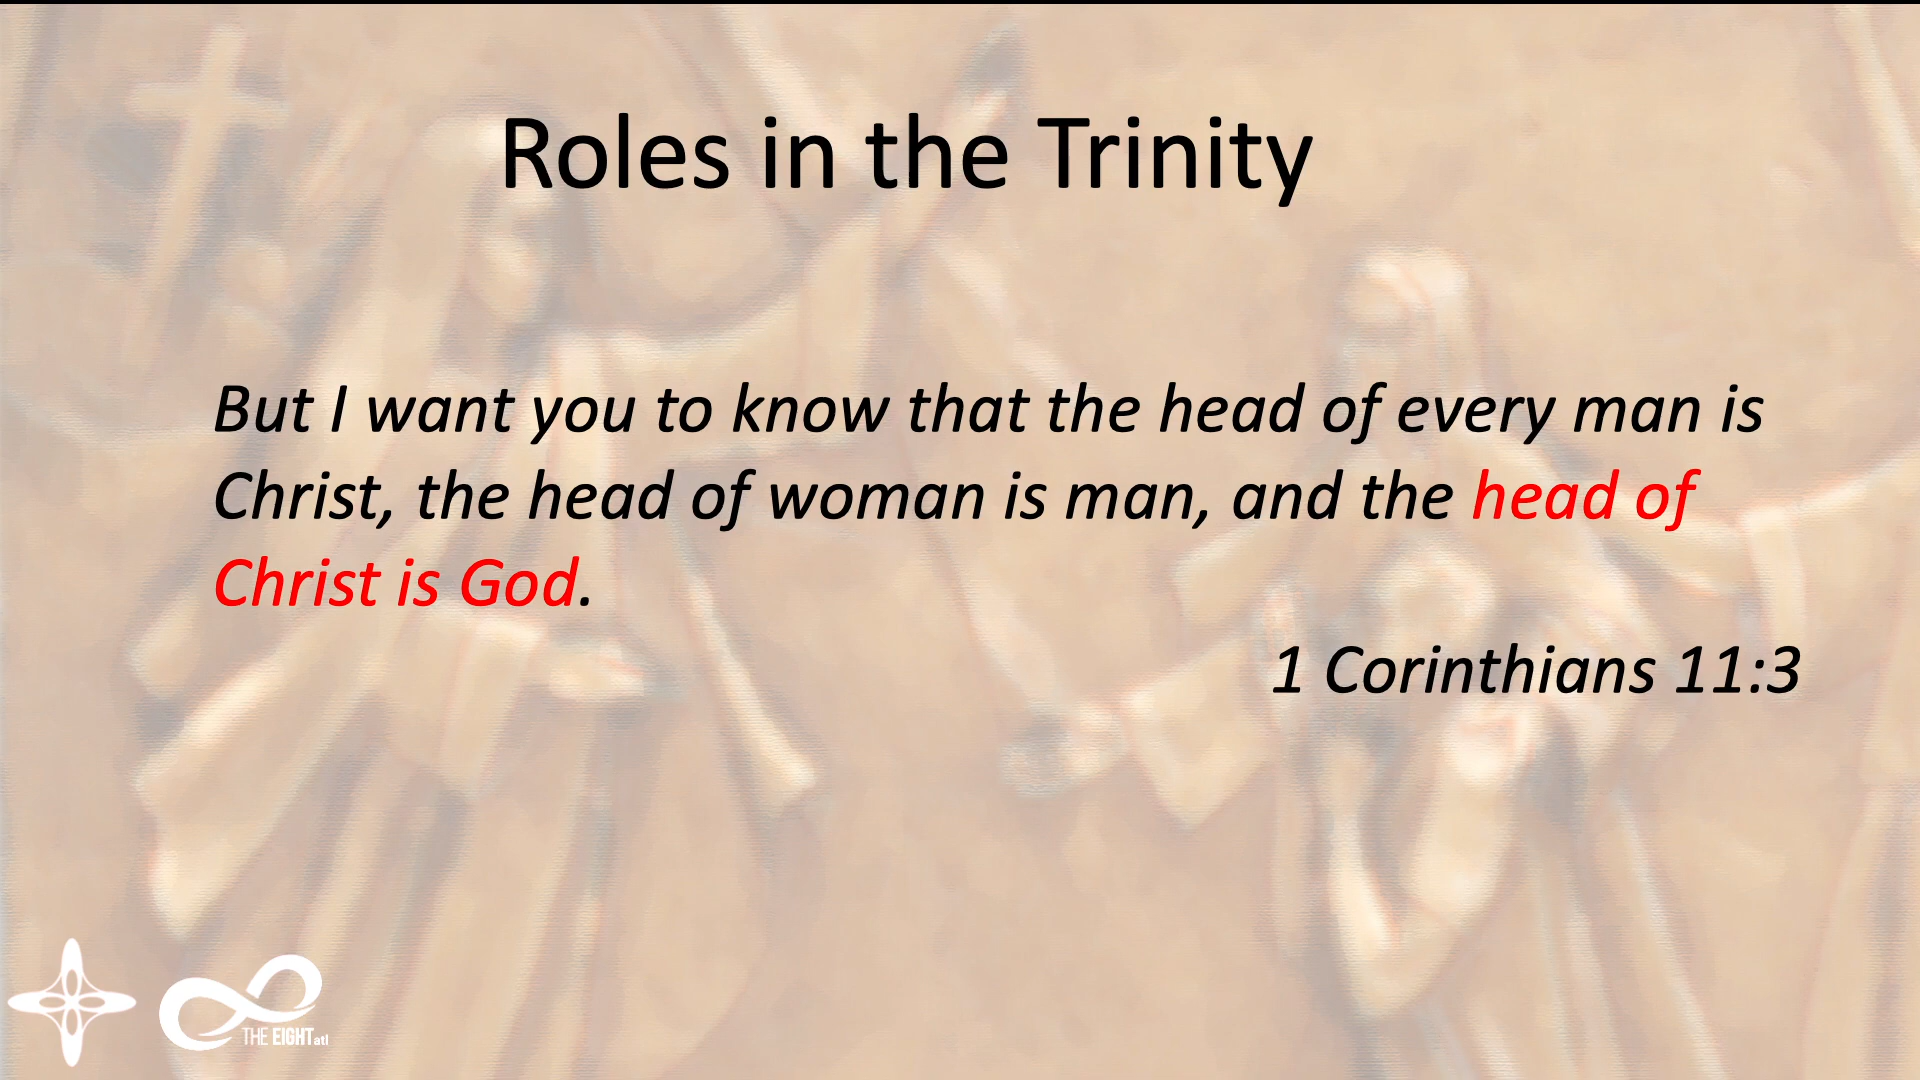 Roles in the Trinity
But I want you to know that the head of every man is
Christ, the head of woman is man, and the head of
Christ is God.
1 Corinthians 11:3
THE EIGHTatl